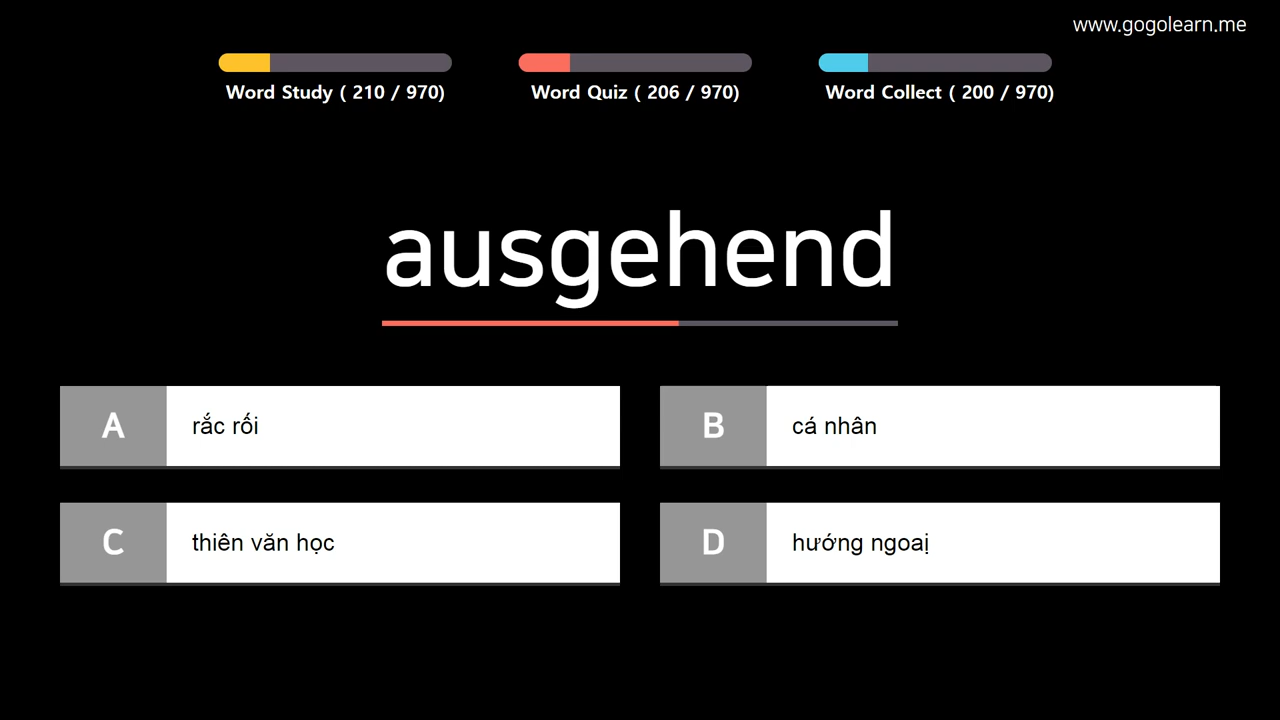 www.gogolearn.me
Word Study ( 210 / 970)
Word Quiz ( 206 / 970)
Word Collect ( 200 / 970)
ausgehend
A
rắc rối
B
cá nhân
C
thiên văn học
D
hướng ngoaị